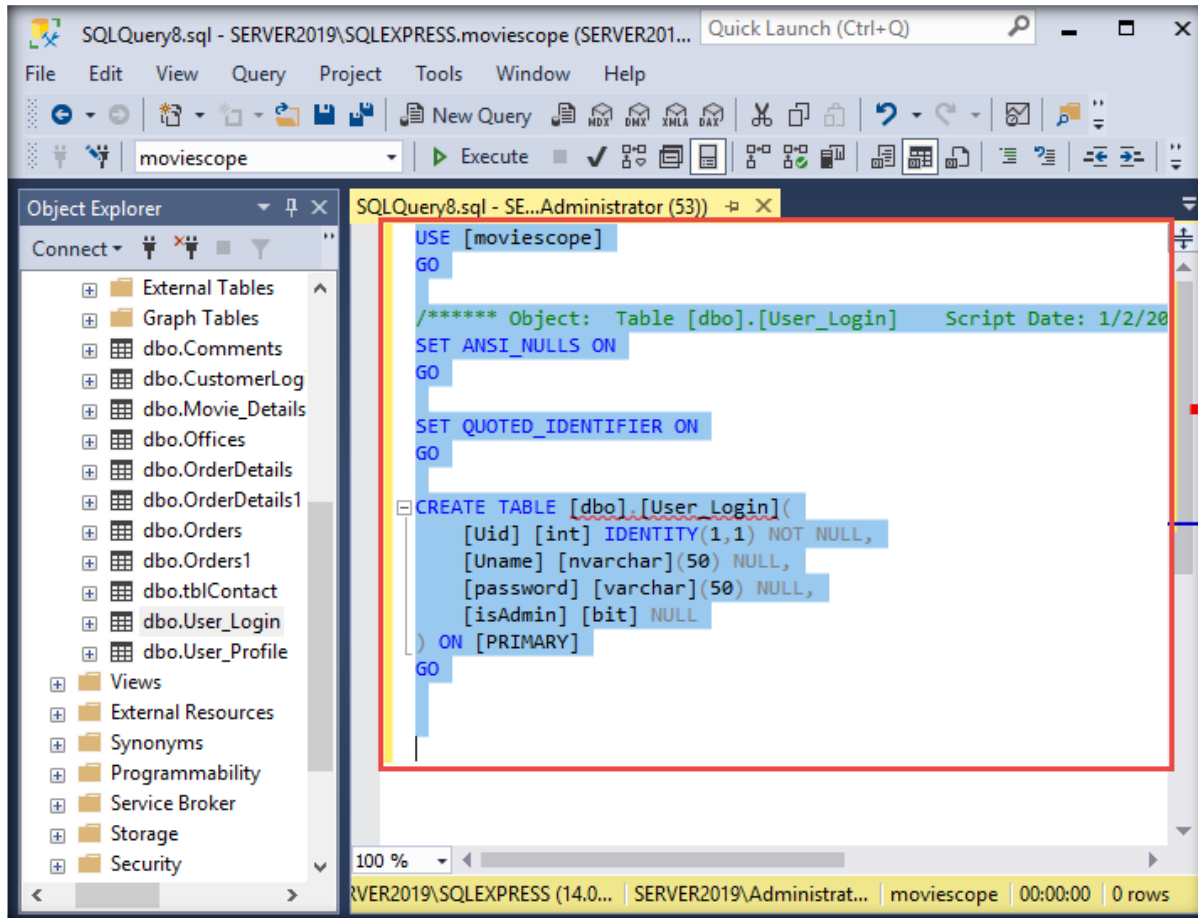 SQLQuery8.sql - SERVER2019\SQLEXPRESS.moviescope (SERVER201...
Quick Launch (Ctrl+Q)
File Edit View Query Project Tools Window Help
New Query MDX DMX XMLA DAX
moviescope Execute
Object Explorer
Connect
External Tables
Graph Tables
dbo.Comments
dbo.CustomerLog
dbo.Movie_Details
dbo.Offices
dbo.OrderDetails
dbo.OrderDetails1
dbo.Orders
dbo.Orders1
dbo.tblContact
dbo.User_Login
dbo.User_Profile
Views
External Resources
Synonyms
Programmability
Service Broker
Storage
Security
SQLQuery8.sql - SE...Administrator (53))
USE [moviescope]
GO
/****** Object:  Table [dbo].[User_Login]    Script Date: 1/2/20
SET ANSI_NULLS ON
GO
SET QUOTED_IDENTIFIER ON
GO
CREATE TABLE [dbo].[User_Login](
[Uid] [int] IDENTITY(1,1) NOT NULL,
[Uname] [nvarchar](50) NULL,
[password] [varchar](50) NULL,
[isAdmin] [bit] NULL
) ON [PRIMARY]
GO
100 %
RVER2019\SQLEXPRESS (14.0... SERVER2019\Administrat... moviescope 00:00:00 0 rows